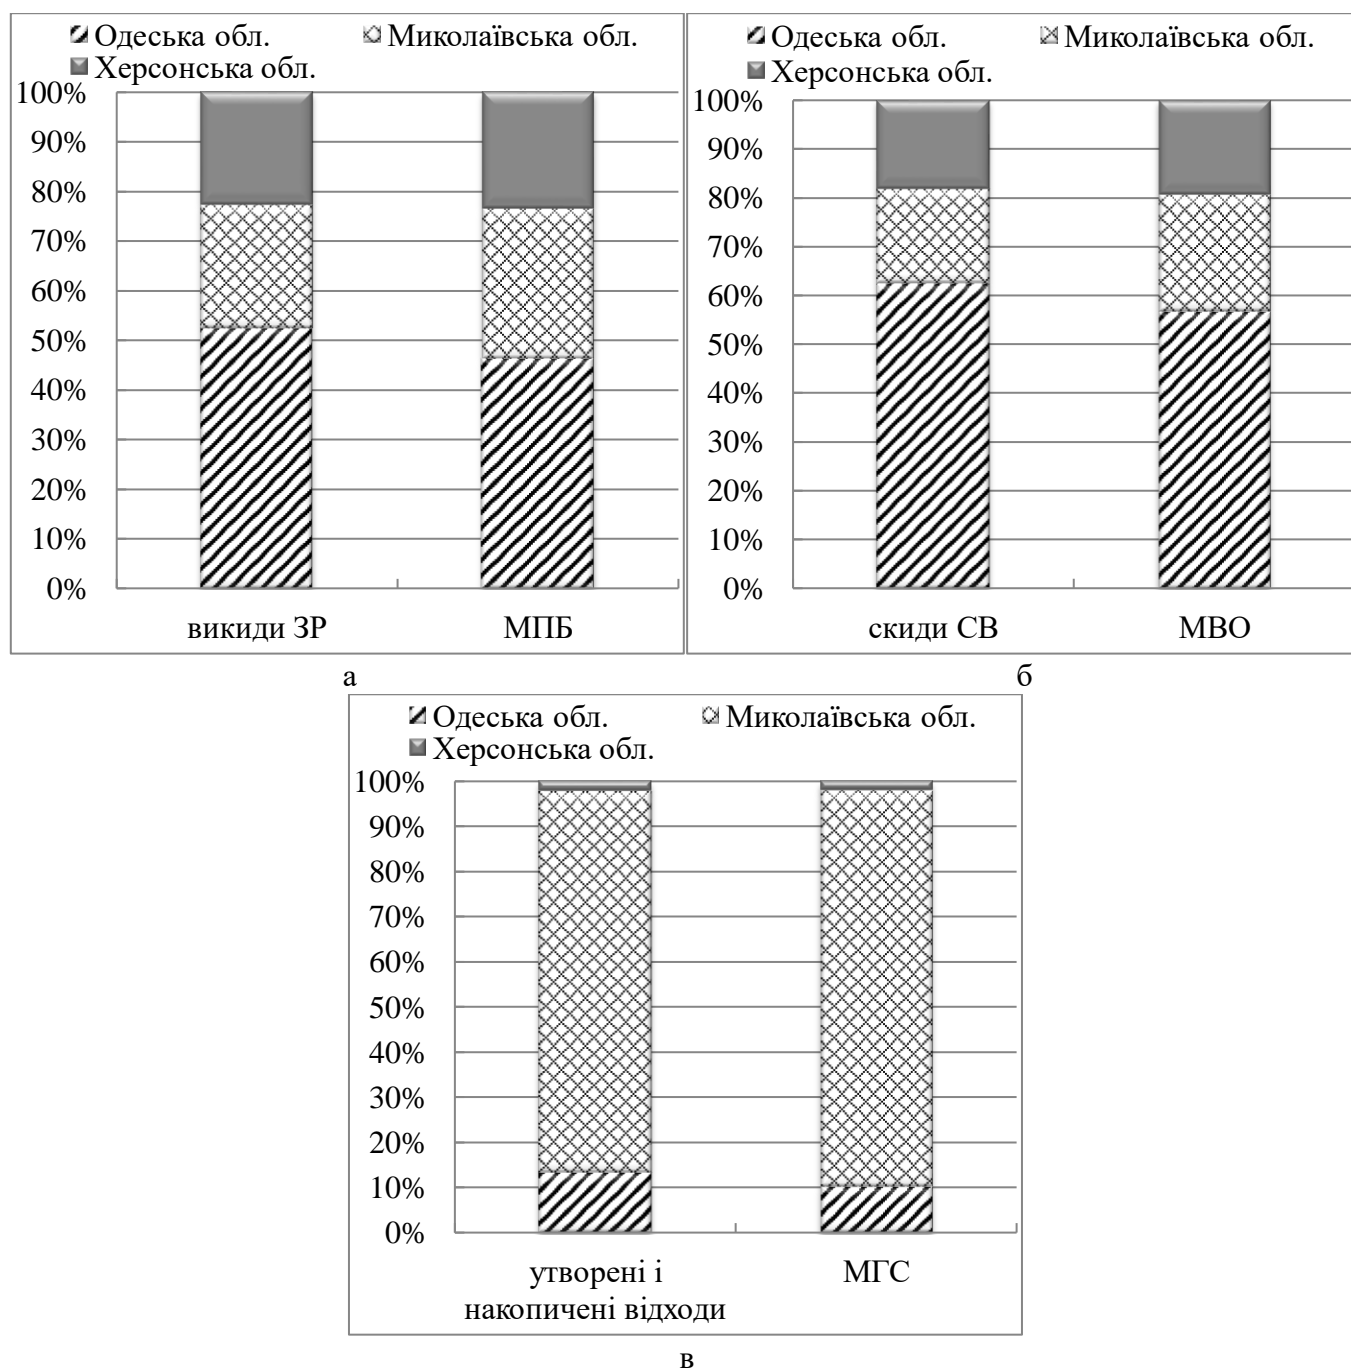 Одеська обл. Миколаївська обл.
Херсонська обл.
100%
90%
80%
70%
60%
50%
40%
30%
20%
10%
0%
викиди ЗР МПБ
а
Одеська обл. Миколаївська обл.
Херсонська обл.
100%
90%
80%
70%
60%
50%
40%
30%
20%
10%
0%
скиди СВ МВО
б
Одеська обл. Миколаївська обл.
Херсонська обл.
100%
90%
80%
70%
60%
50%
40%
30%
20%
10%
0%
утворені і МГС
накопичені відходи
в